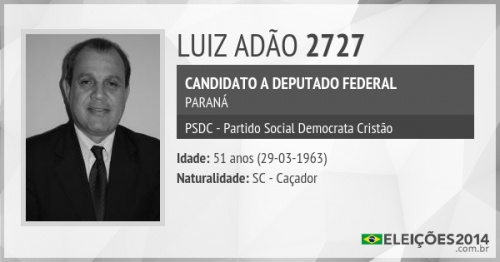 LUIZ ADÃO 2727
CANDIDATO A DEPUTADO FEDERAL
PARANÁ
PSDC - Partido Social Democrata Cristão
Idade: 51 anos (29-03-1963)
Naturalidade: SC - Caçador
ELEIÇÕES2014
.com.br